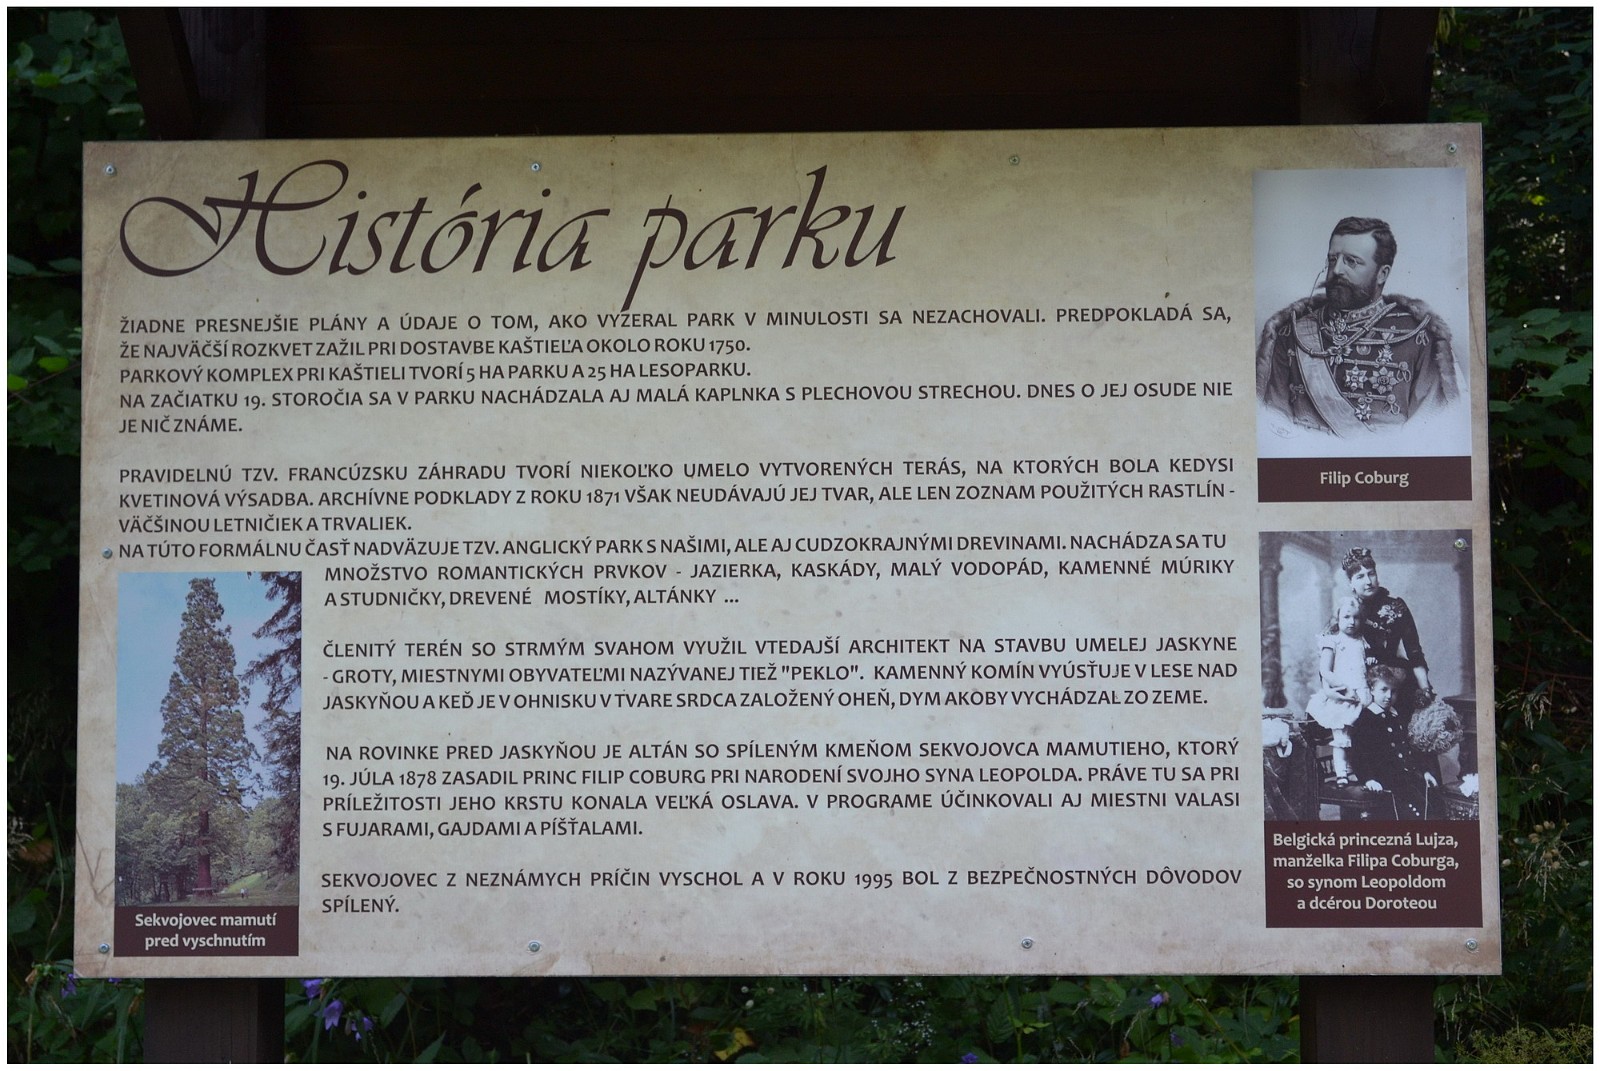 História parku
ŽIADNE PRESNEJŠIE PLÁNY A ÚDAJE O TOM, AKO VYZERAL PARK V MINULOSTI SA NEZACHOVALI. PREDPOKLADÁ SA,
ŽE NAJVÄČŠÍ ROZKVET ZAŽIL PRI DOSTAVBE KAŠTIEĽA OKOLO ROKU 1750.
PARKOVÝ KOMPLEX PRI KAŠTIELI TVORÍ 5 HA PARKU A 25 HA LESOPARKU.
NA ZAČIATKU 19. STOROČIA SA V PARKU NACHÁDZALA AJ MALÁ KAPLNKA S PLECHOVOU STRECHOU. DNES O JEJ OSUDE NIE
JE NIČ ZNÁME.
PRAVIDELNÚ TZV. FRANCÚZSKU ZÁHRADU TVORÍ NIEKOĽKO UMELO VYTVORENÝCH TERÁS, NA KTORÝCH BOLA KEDYSI
KVETINOVÁ VÝSADBA. ARCHÍVNE PODKLADY Z ROKU 1871 VŠAK NEUDÁVAJÚ JEJ TVAR, ALE LEN ZOZNAM POUŽITÝCH RASTLÍN -
VÄČŠINOU LETNIČIEK A TRVALIEK.
NA TÚTO FORMÁLNU ČASŤ NADVÄZUJE TZV. ANGLICKÝ PARK S NAŠIMI, ALE AJ CUDZOKRAJNÝMI DREVINAMI. NACHÁDZA SA TU
MNOŽSTVO ROMANTICKÝCH PRVKOV - JAZIERKA, KASKÁDY, MALÝ VODOPÁD, KAMENNÉ MÚRIKY
A STUDNIČKY, DREVENÉ MOSTÍKY, ALTÁNKY ...
ČLENITÝ TERÉN SO STRMÝM SVAHOM VYUŽIL VTEDAJŠÍ ARCHITEKT NA STAVBU UMELEJ JASKYNE
- GROTY, MIESTNYMI OBYVATEĽMI NAZÝVANEJ TIEŽ "PEKLO". KAMENNÝ KOMÍN VYÚSŤUJE V LESE NAD
JASKYŇOU A KEĎ JE V OHNISKU V TVARE SRDCA ZALOŽENÝ OHEŇ, DYM AKOBY VYCHÁDZAL ZO ZEME.
NA ROVINKE PRED JASKYŇOU JE ALTÁN SO SPÍLENÝM KMEŇOM SEKVOJOVCA MAMUTIEHO, KTORÝ
19. JÚLA 1878 ZASADIL PRINC FILIP COBURG PRI NARODENÍ SVOJHO SYNA LEOPOLDA. PRÁVE TU SA PRI
PRÍLEŽITOSTI JEHO KRSTU KONALA VEĽKÁ OSLAVA. V PROGRAME ÚČINKOVALI AJ MIESTNI VALASI
S FUJARAMI, GAJDAMI A PÍŠŤALAMI.
SEKVOJOVEC Z NEZNÁMYCH PRÍČIN VYSCHOL A V ROKU 1995 BOL Z BEZPEČNOSTNÝCH DÔVODOV
SPÍLENÝ.
Sekvojovec mamutí
pred vyschnutím
Filip Coburg
Belgická princezná Lujza,
manželka Filipa Coburga,
so synom Leopoldom
a dcérou Doroteou